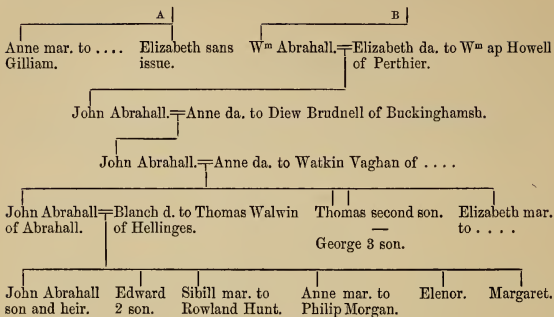 A B
Anne mar. to .... Elizabeth sans Wm Abrahall. Elizabeth da. to Wm ap Howell
Gilliam. issue. of Perthier.
John Abrahall. Anne da. to Diew Brudnell of Buckinghamsh.
John Abrahall. Anne da. to Watkin Vaghan of ....
John Abrahall Blanch d. to Thomas Walwin Thomas second son. Elizabeth mar.
of Abrahall. of Hellinges. — to ....
George 3 son.
John Abrahall Edward Sibill mar. to Anne mar. to Elenor. Margaret.
son and heir. 2 son. Rowland Hunt. Philip Morgan.